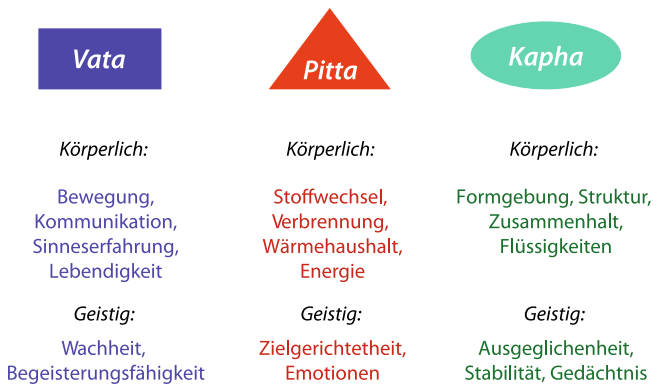 Vata
Körperlich:
Bewegung,
Kommunikation,
Sinneserfahrung,
Lebendigkeit
Geistig:
Wachheit,
Begeisterungsfähigkeit
Pitta
Körperlich:
Stoffwechsel,
Verbrennung,
Wärmehaushalt,
Energie
Geistig:
Zielgerichtetheit,
Emotionen
Kapha
Körperlich:
Formgebung, Struktur,
Zusammenhalt,
Flüssigkeiten
Geistig:
Ausgeglichenheit,
Stabilität, Gedächtnis